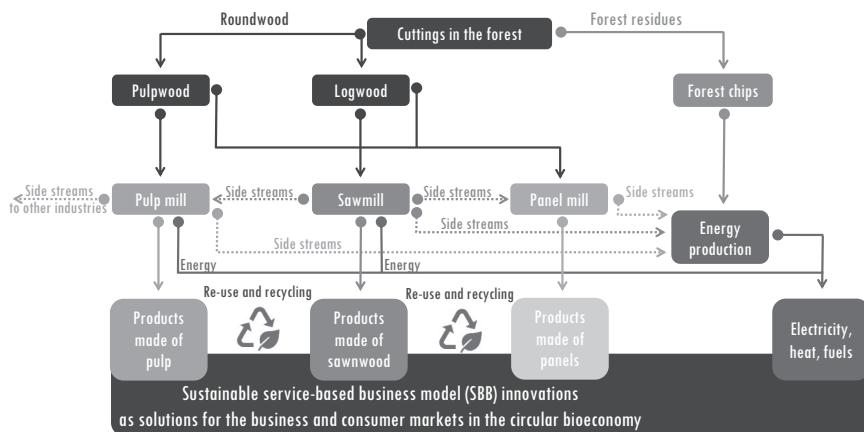 Roundwood
Cuttings in the forest
Forest residues
Pulpwood
Logwood
Forest chips
Side streams
to other industries
Pulp mill
Side streams
Sawmill
Side streams
Panel mill
Side streams
Side streams
Side streams
Energy
production
Energy
Energy
Re-use and recycling
Re-use and recycling
Products
made of
pulp
Products
made of
sawnwood
Products
made of
panels
Electricity,
heat, fuels
Sustainable service-based business model (SBB) innovations
as solutions for the business and consumer markets in the circular bioeconomy